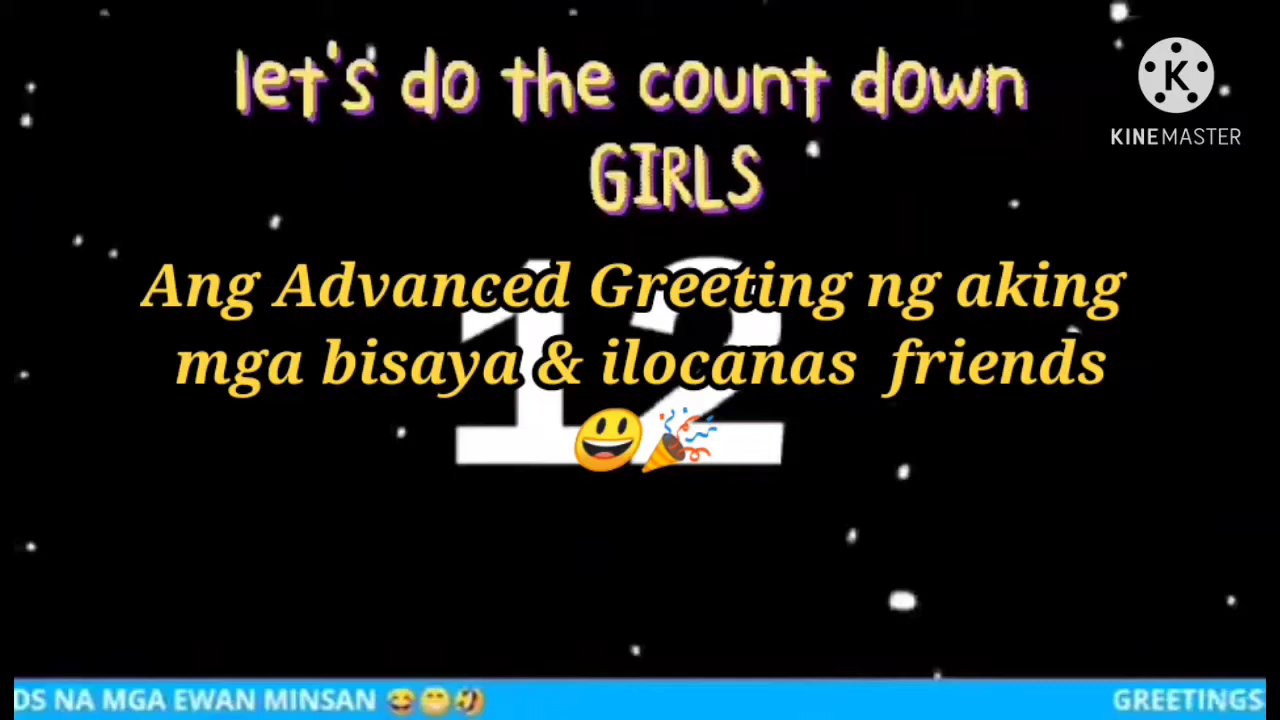 let's do the count down
GIRLS
KINEMASTER
Ang Advanced Greeting ng aking
mga bisaya & ilocanas friends
😃🎉
12
DS NA MGA EWAN MINSAN 😂😁🤣
GREETINGS